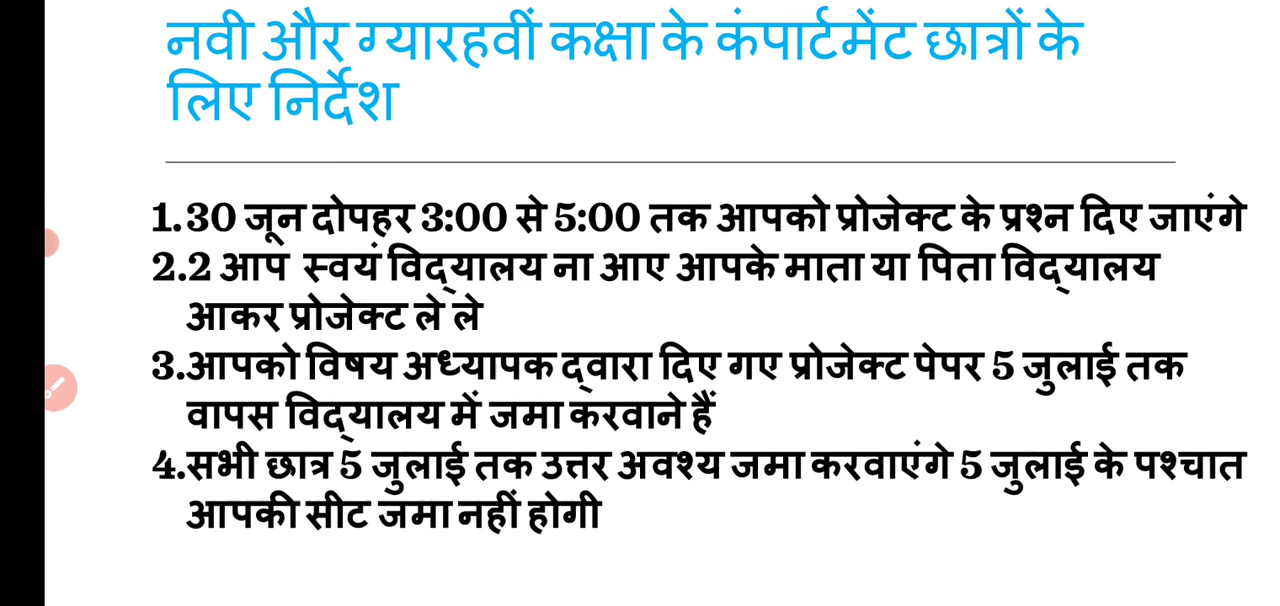 नवी और ग्यारहवीं कक्षा के कंपार्टमेंट छात्रों के
लिए निर्देश
1.30 जून दोपहर 3:00 से 5:00 तक आपको प्रोजेक्ट के प्रश्न दिए जाएंगे
2.2 आप स्वयं विद्यालय ना आए आपके माता या पिता विद्यालय
आकर प्रोजेक्ट ले ले
3.आपको विषय अध्यापक द्वारा दिए गए प्रोजेक्ट पेपर 5 जुलाई तक
वापस विद्यालय में जमा करवाने हैं
4.सभी छात्र 5 जुलाई तक उत्तर अवश्य जमा करवाएंगे 5 जुलाई के पश्चात
आपकी सीट जमा नहीं होगी